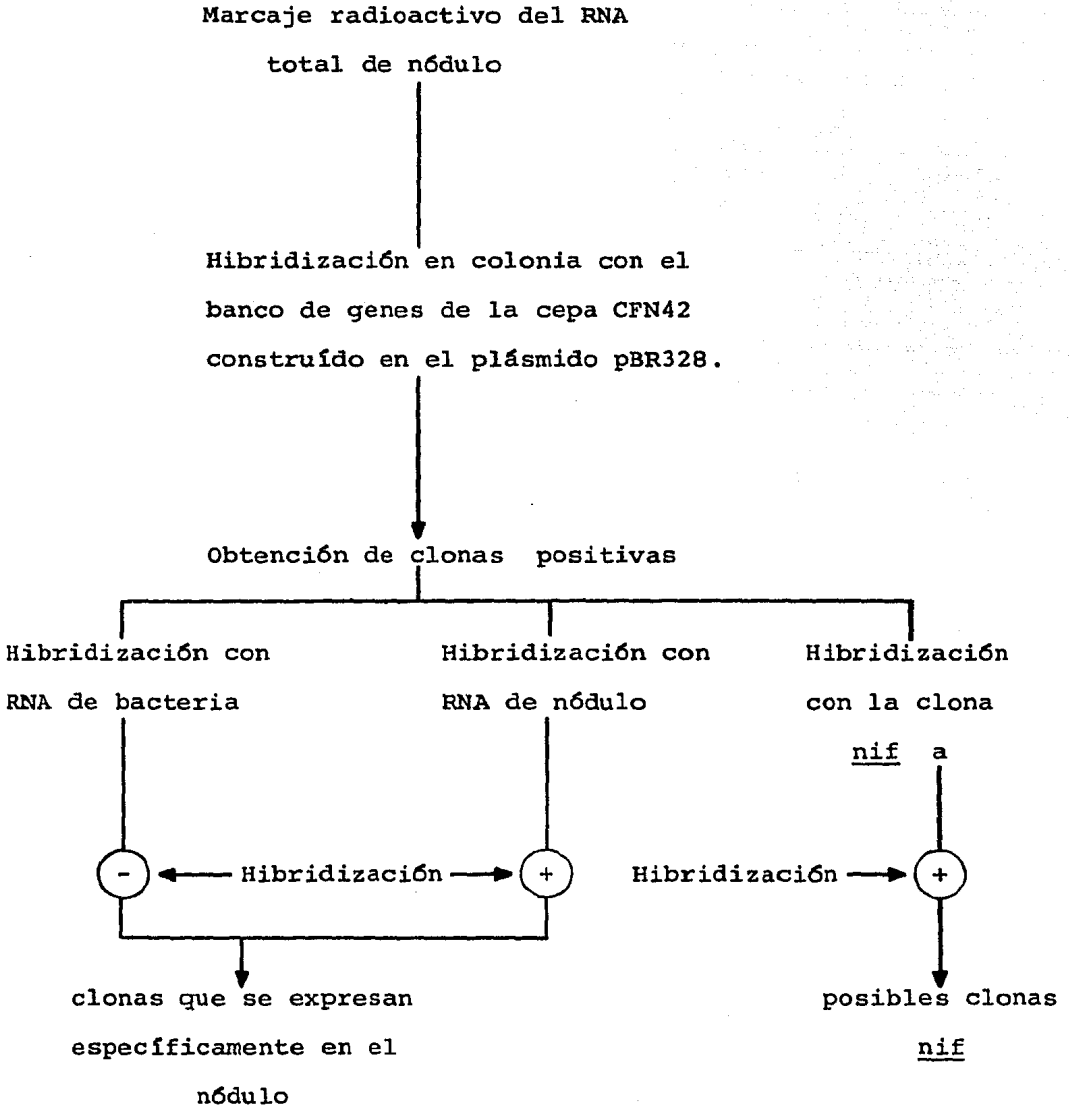 Marcaje radioactivo del RNA
total de nódulo
Hibridización en colonia con el
banco de genes de la cepa CFN42
construído en el plásmido pBR328.
Obtención de clonas positivas
Hibridización con
RNA de bacteria
Hibridización con
RNA de nódulo
Hibridización
con la clona
nif a
- Hibridización +
Hibridización +
clonas que se expresan
específicamente en el
nódulo
posibles clonas
nif